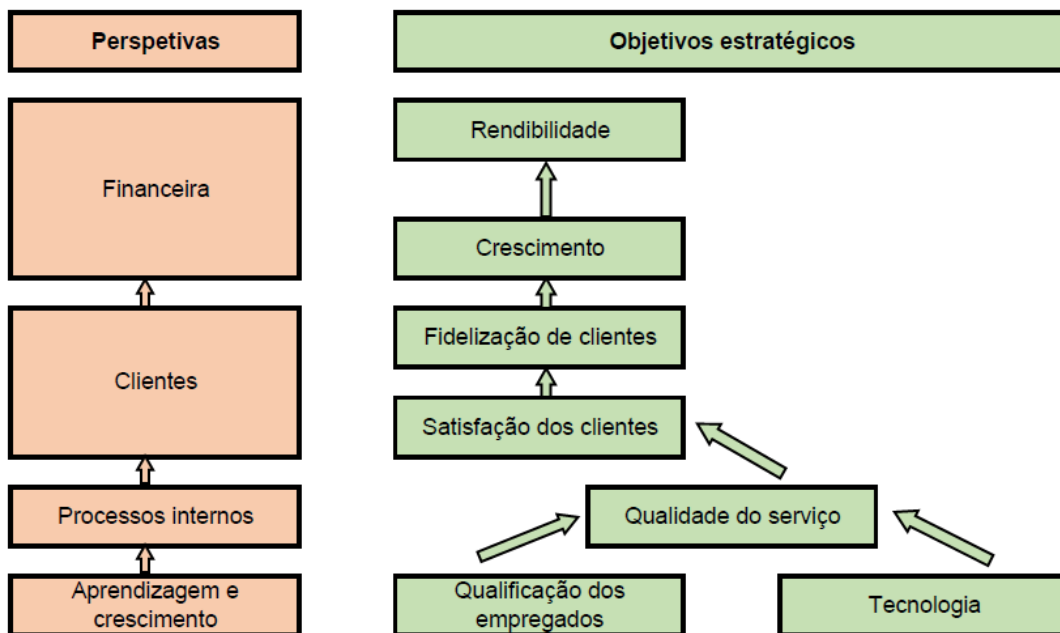 Perspetivas
Objetivos estratégicos
Financeira
Rendibilidade
Crescimento
Clientes
Fidelização de clientes
Satisfação dos clientes
Processos internos
Qualidade do serviço
Aprendizagem e
crescimento
Qualificação dos
empregados
Tecnologia